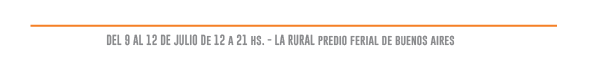 DEL 9 AL 12 DE JULIO DE 12 A 21 HS. - LA RURAL PREDIO FERIAL DE BUENOS AIRES